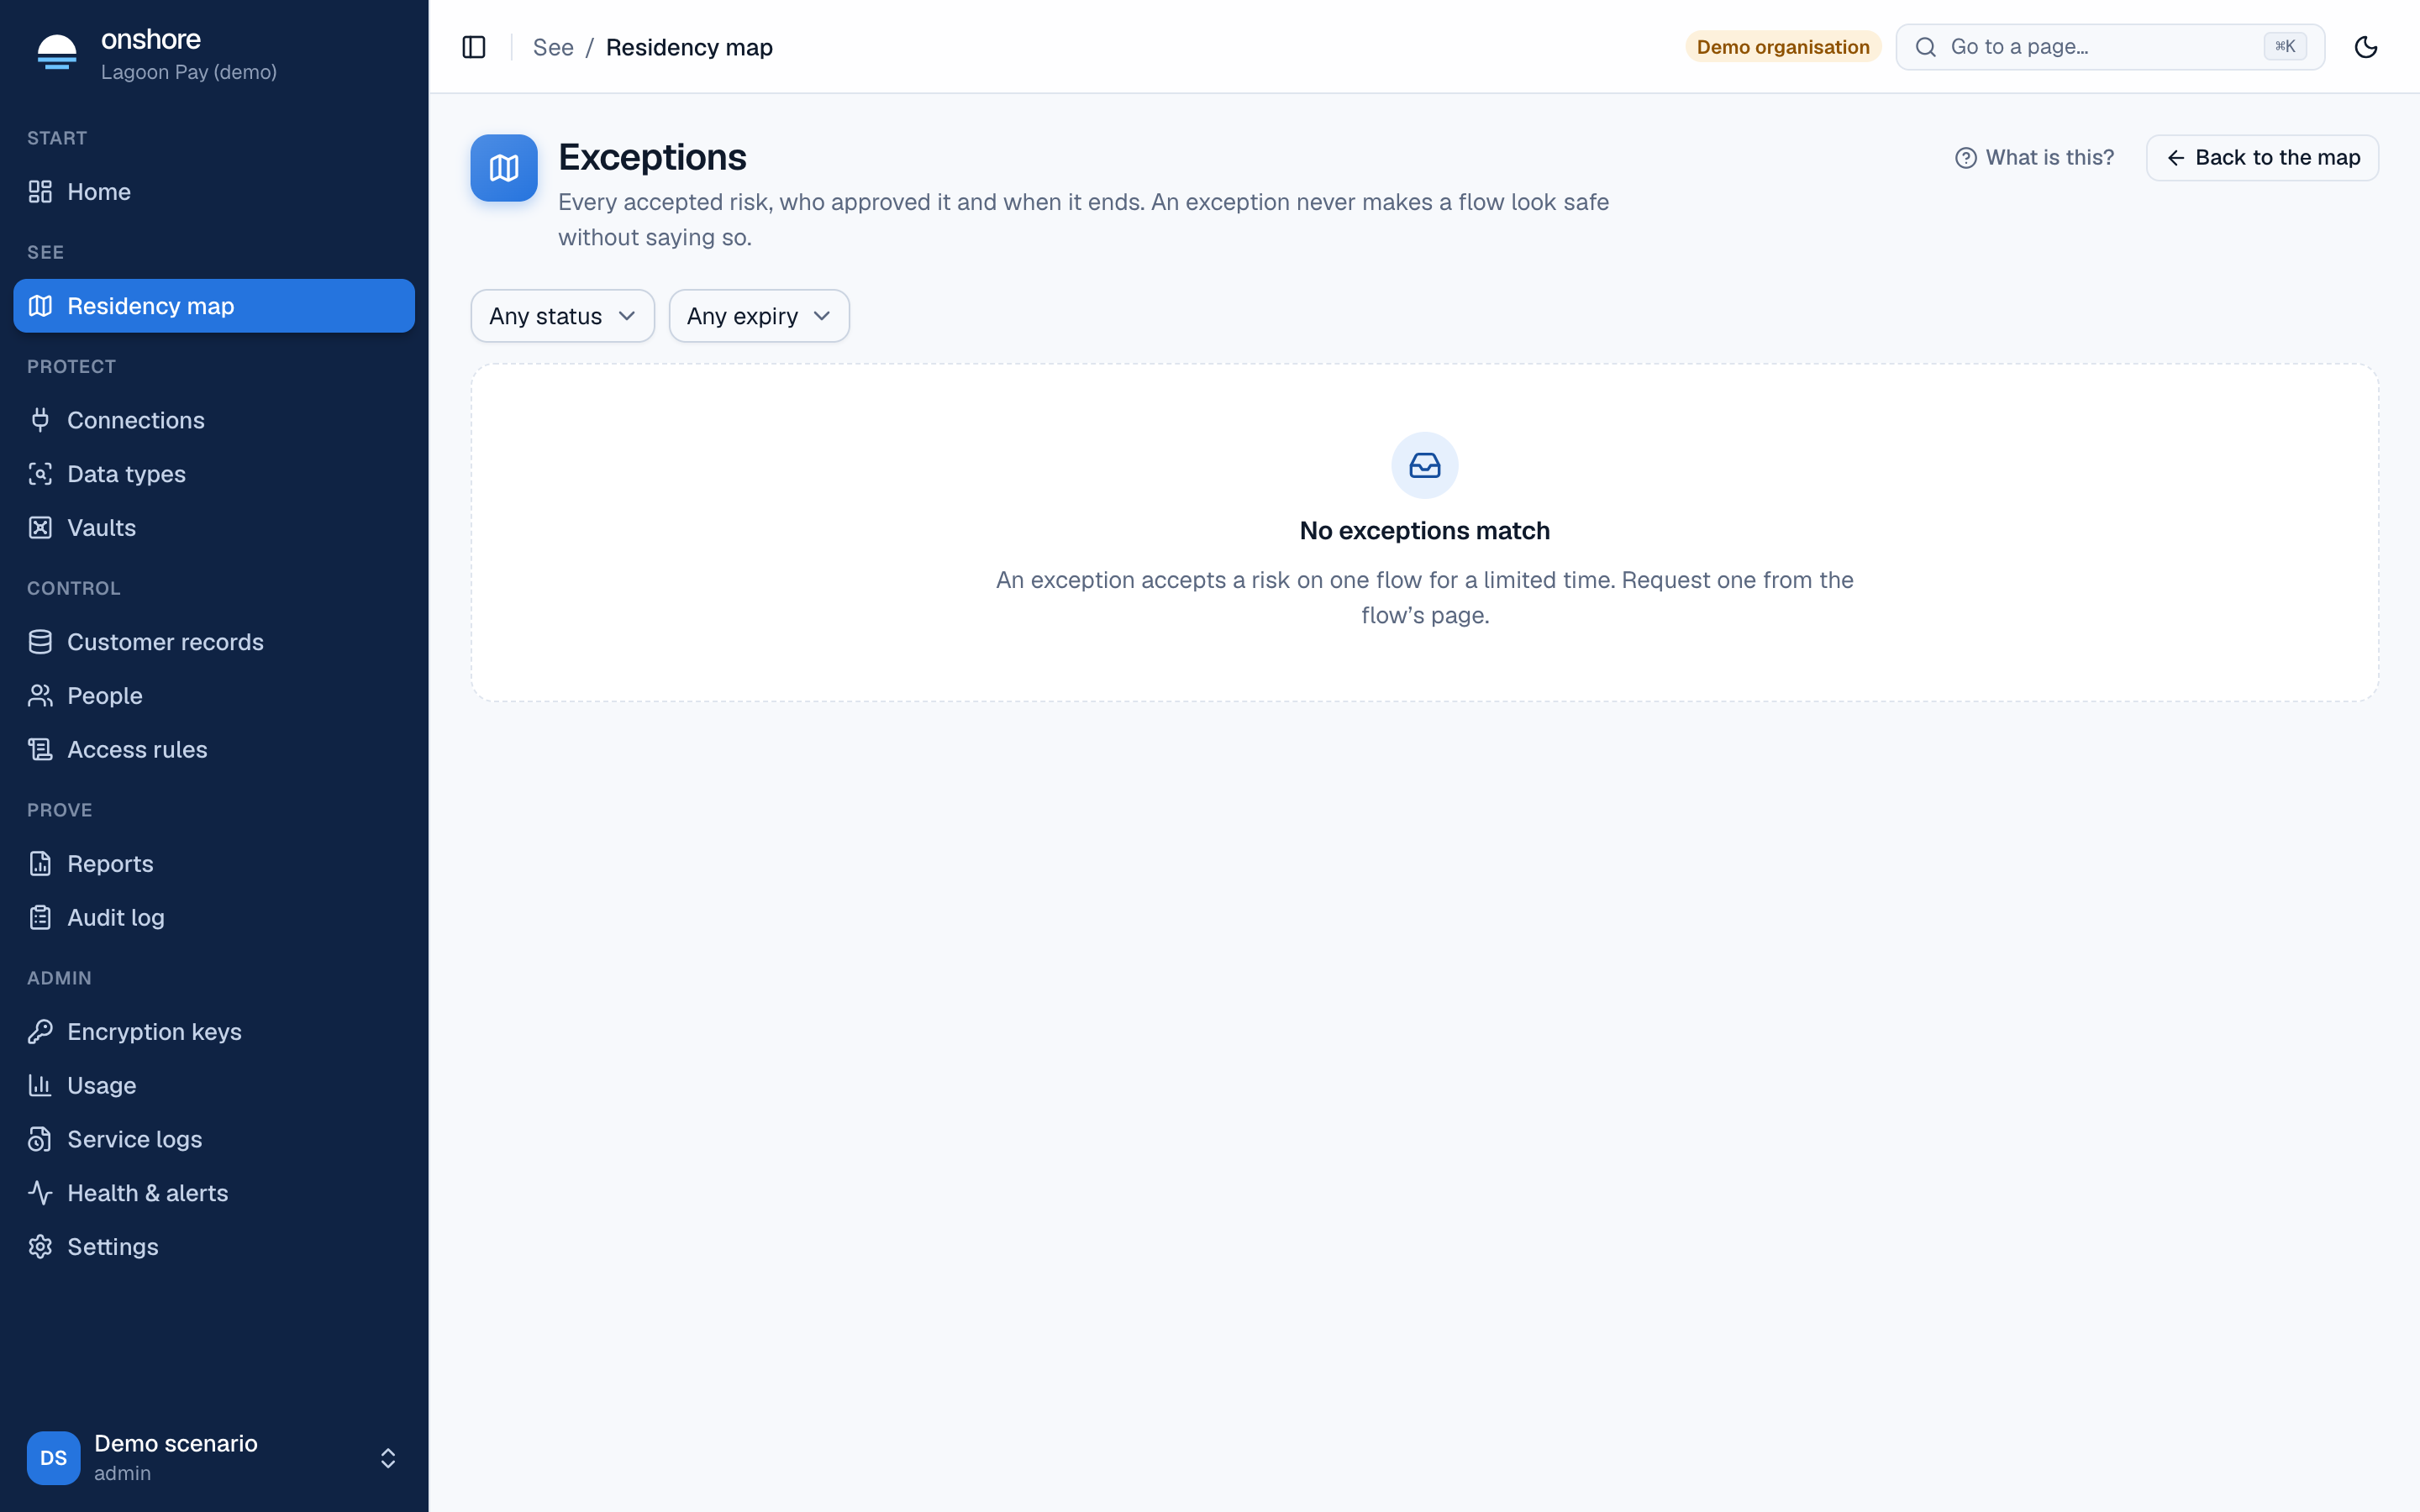 onshore
Lagoon Pay (demo)
START
Home
SEE
Residency map
PROTECT
Connections
Data types
Vaults
CONTROL
Customer records
People
Access rules
PROVE
Reports
Audit log
ADMIN
Encryption keys
Usage
Service logs
Health & alerts
Settings
DS
Demo scenario
admin
See / Residency map
Demo organisation
Go to a page...
⌘K
Exceptions
Every accepted risk, who approved it and when it ends. An exception never makes a flow look safe
without saying so.
What is this?
Back to the map
Any status
Any expiry
No exceptions match
An exception accepts a risk on one flow for a limited time. Request one from the
flow’s page.